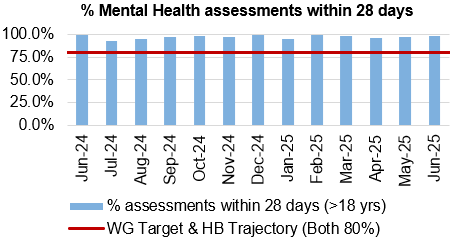 % Mental Health assessments within 28 days
100.0%
75.0%
50.0%
25.0%
0.0%
Jun-24
Jul-24
Aug-24
Sep-24
Oct-24
Nov-24
Dec-24
Jan-25
Feb-25
Mar-25
Apr-25
May-25
Jun-25
% assessments within 28 days (>18 yrs)
WG Target & HB Trajectory (Both 80%)